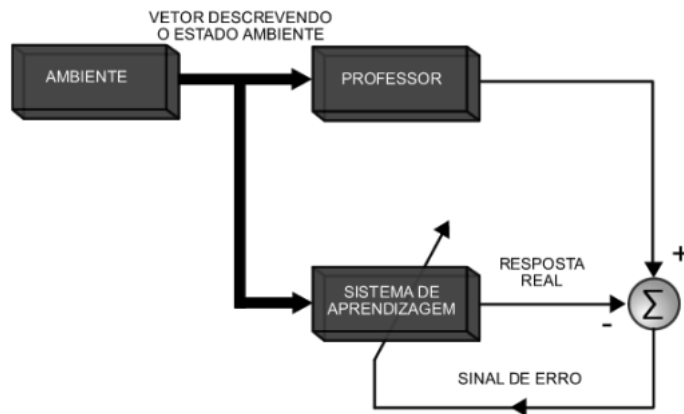 VETOR DESCREVENDO
O ESTADO AMBIENTE
AMBIENTE
PROFESSOR
+
RESPOSTA
REAL
SISTEMA DE
APRENDIZAGEM
Σ
-
SINAL DE ERRO